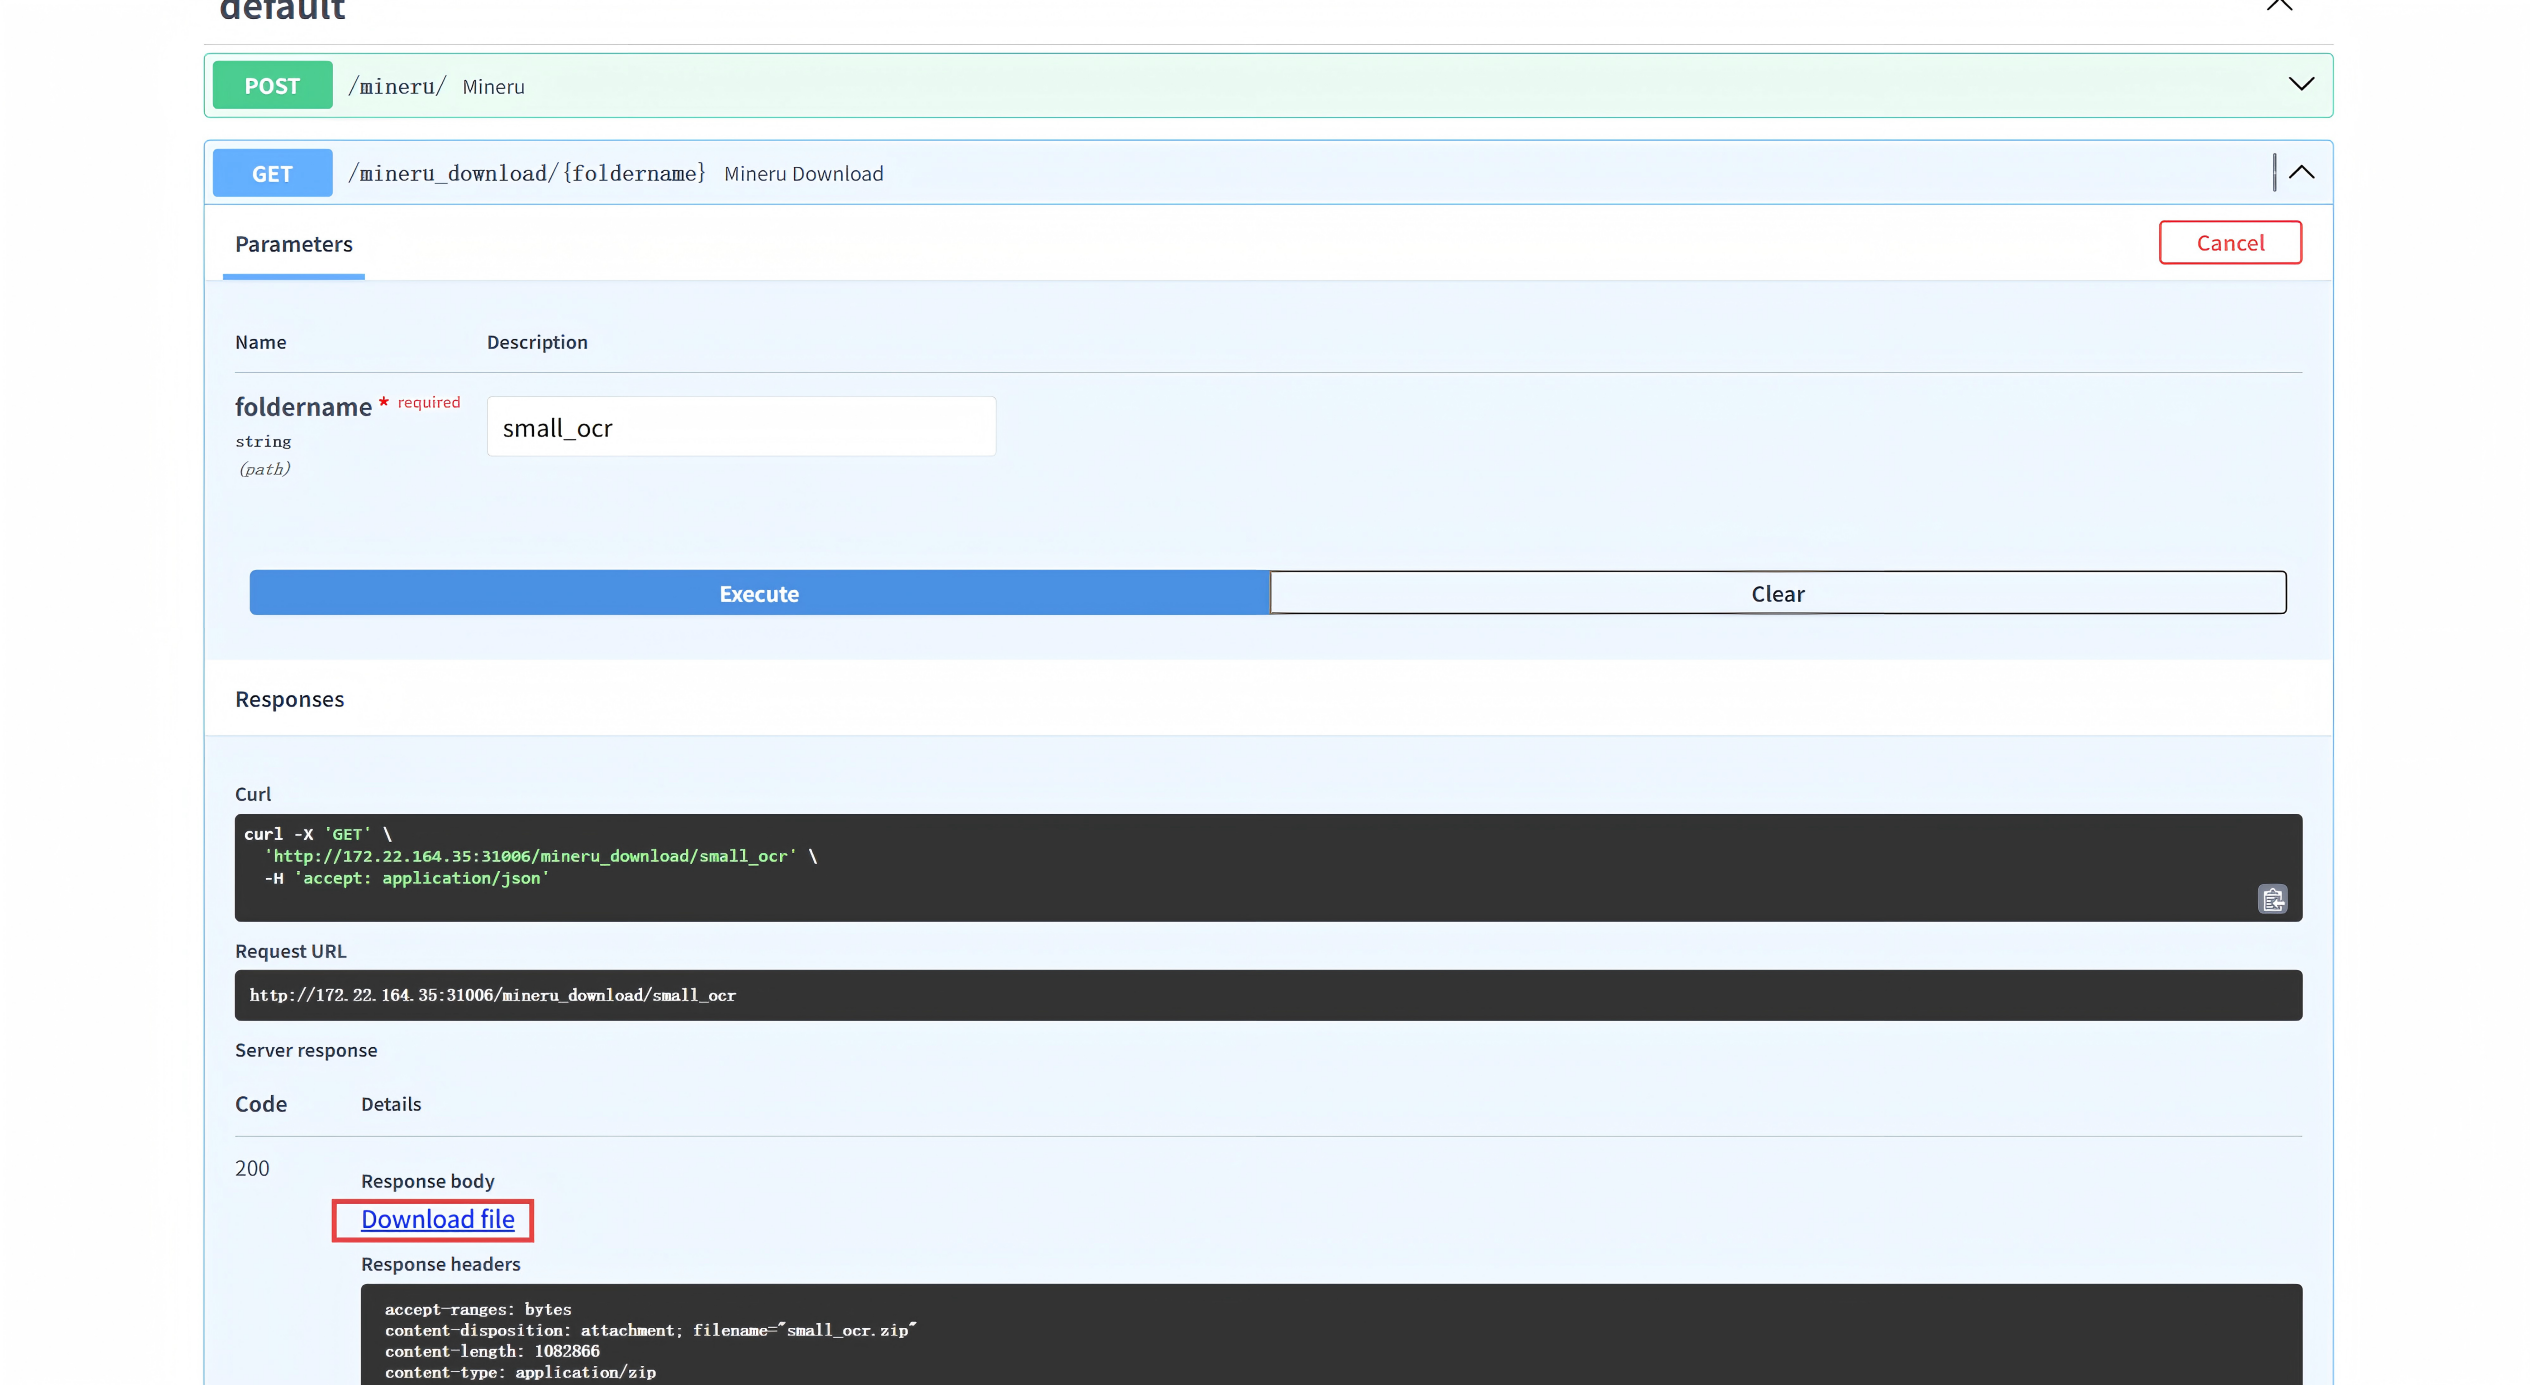 default
POST /mineru/ Mineru
GET /mineru_download/{foldername} Mineru Download
Parameters
Cancel
Name Description
foldername * required
small_ocr
string
(path)
Execute Clear
Responses
Curl
curl -X 'GET' \
'http://172.22.164.35:31006/mineru_download/small_ocr' \
-H 'accept: application/json'
Request URL
http://172.22.164.35:31006/mineru_download/small_ocr
Server response
Code Details
200
Response body
Download file
Response headers
accept-ranges: bytes
content-disposition: attachment; filename="small_ocr.zip"
content-length: 1082866
content-type: application/zip